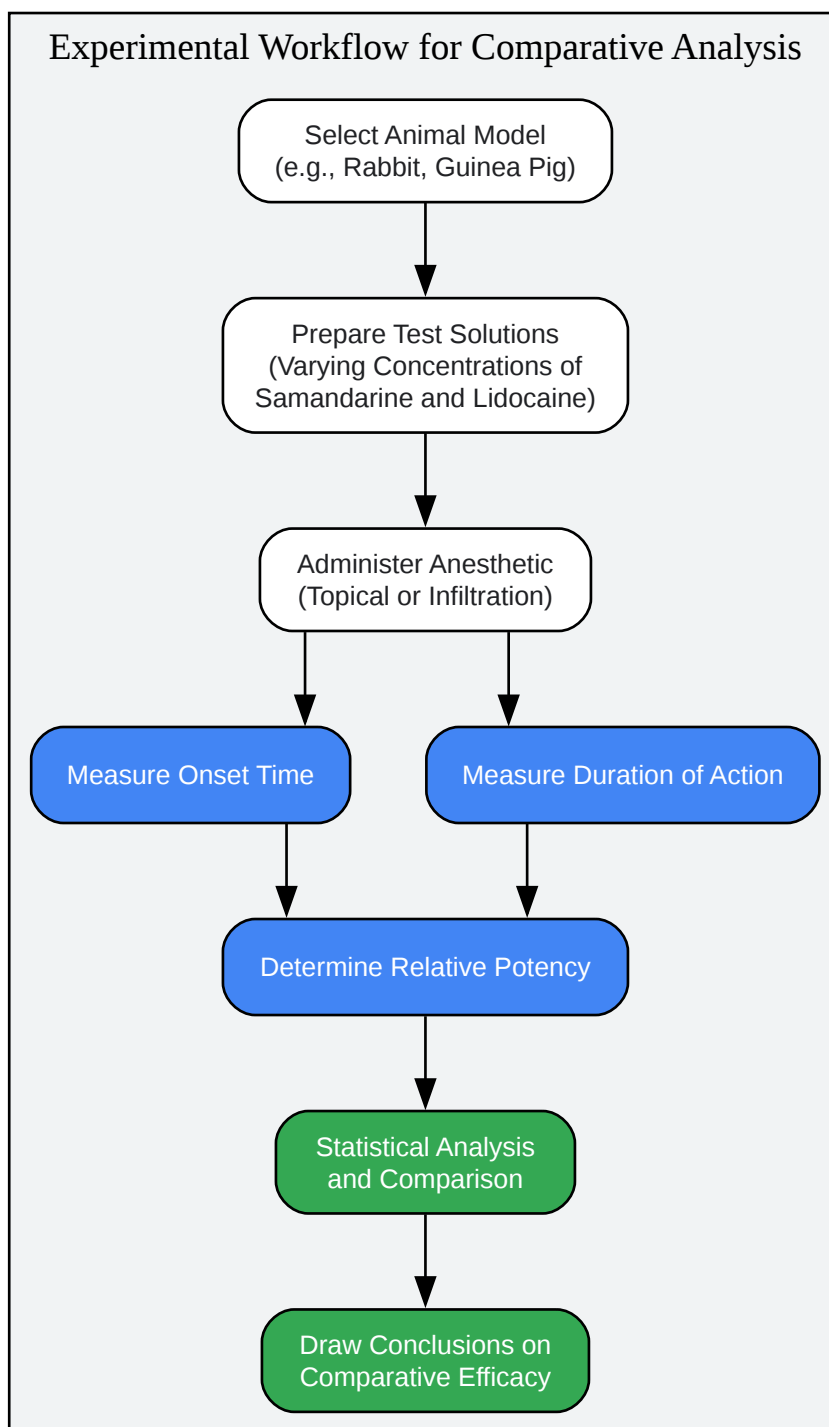 Experimental Workflow for Comparative Analysis
Select Animal Model
(e.g., Rabbit, Guinea Pig)
Prepare Test Solutions
(Varying Concentrations of
Samandarine and Lidocaine)
Administer Anesthetic
(Topical or Infiltration)
Measure Onset Time
Measure Duration of Action
Determine Relative Potency
Statistical Analysis
and Comparison
Draw Conclusions on
Comparative Efficacy